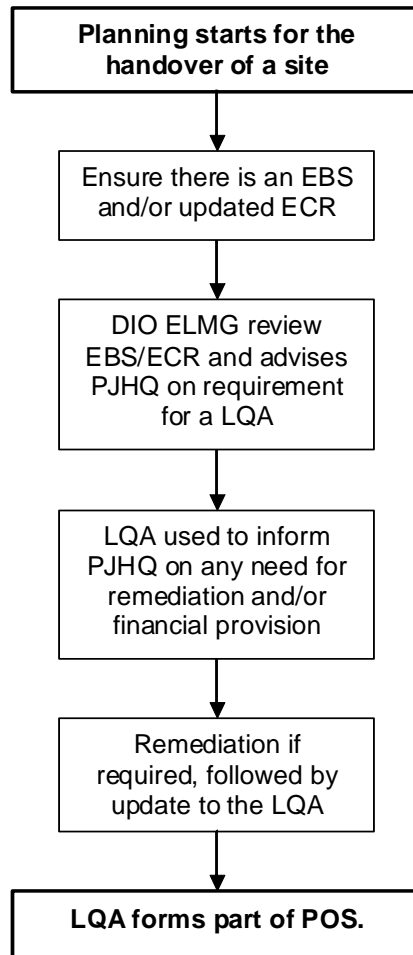 Planning starts for the
handover of a site
Ensure there is an EBS
and/or updated ECR
DIO ELMG review
EBS/ECR and advises
PJHQ on requirement
for a LQA
LQA used to inform
PJHQ on any need for
remediation and/or
financial provision
Remediation if
required, followed by
update to the LQA
LQA forms part of POS.